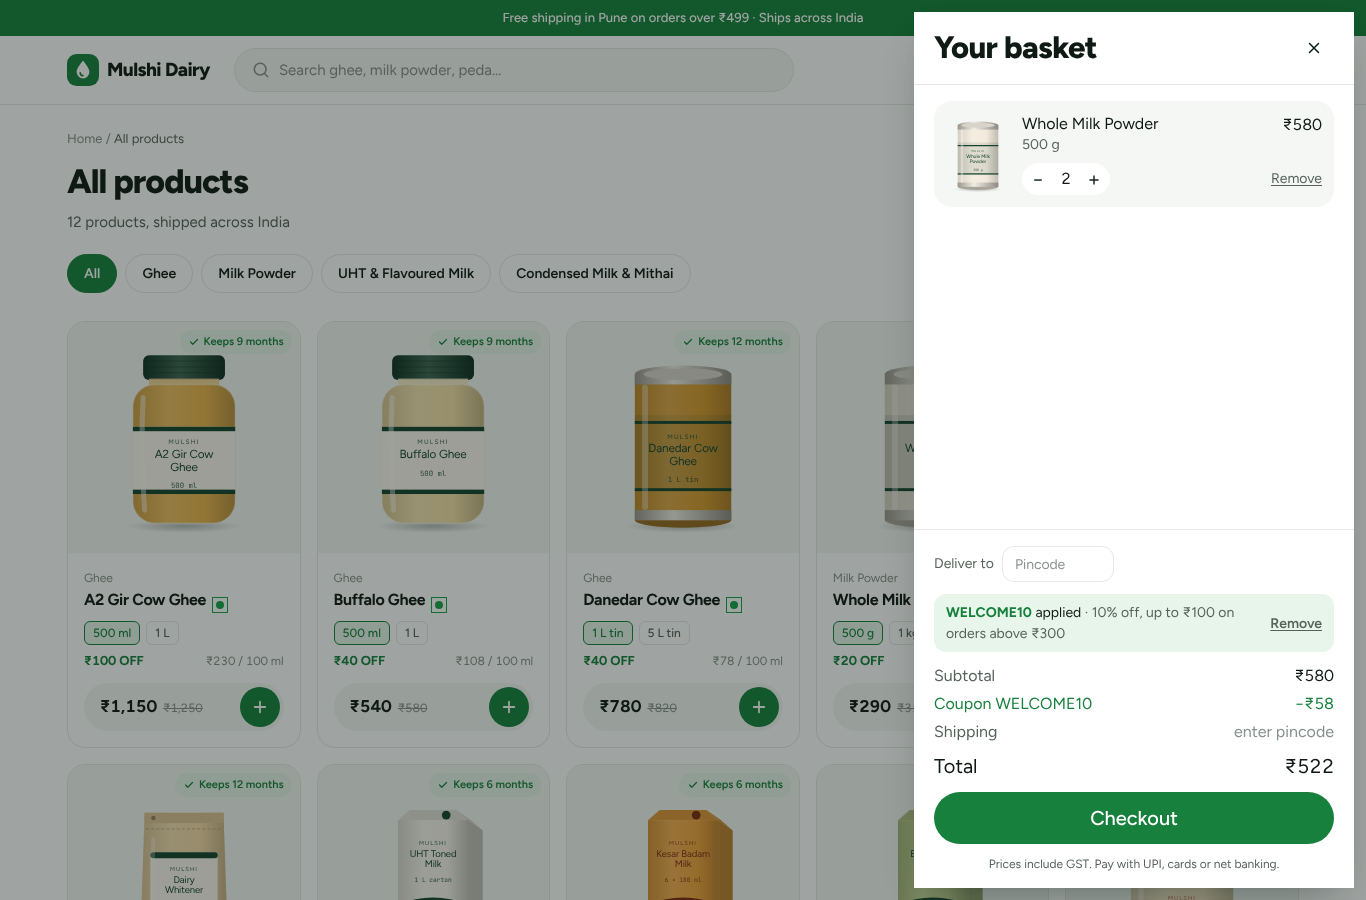 Free shipping in Pune on orders over ₹499 · Ships across India
Mulshi Dairy
Search ghee, milk powder, peda...
Home / All products
All products
12 products, shipped across India
All
Ghee
Milk Powder
UHT & Flavoured Milk
Condensed Milk & Mithai
Keeps 9 months
MULSHI
A2 Gir Cow
Ghee
500 ml
Ghee
A2 Gir Cow Ghee
500 ml
1 L
₹100 OFF
₹230 / 100 ml
₹1,150 ₹1,250
Keeps 9 months
MULSHI
Buffalo Ghee
500 ml
Ghee
Buffalo Ghee
500 ml
1 L
₹40 OFF
₹108 / 100 ml
₹540 ₹580
Keeps 12 months
MULSHI
Danedar Cow
Ghee
1 L tin
Ghee
Danedar Cow Ghee
1 L tin
5 L tin
₹40 OFF
₹78 / 100 ml
₹780 ₹820
Milk Powder
Whole Milk
500 g
₹20 OFF
₹290
Keeps 12 months
MULSHI
Dairy
Whitener
Keeps 6 months
MULSHI
UHT Toned
Milk
1 L carton
Keeps 6 months
MULSHI
Kesar Badam
Milk
6 × 180 ml
Your basket
Whole Milk
Powder
Whole Milk Powder
₹580
500 g
− 2 +
Remove
Deliver to Pincode
WELCOME10 applied · 10% off, up to ₹100 on
orders above ₹300
Remove
Subtotal ₹580
Coupon WELCOME10 −₹58
Shipping enter pincode
Total ₹522
Checkout
Prices include GST. Pay with UPI, cards or net banking.